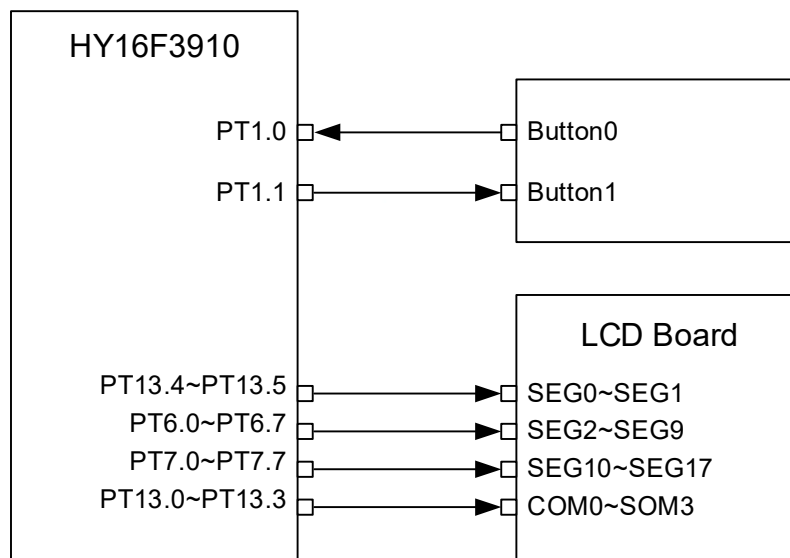 HY16F3910
PT1.0
Button0
PT1.1
Button1
LCD Board
PT13.4~PT13.5
SEG0~SEG1
PT6.0~PT6.7
SEG2~SEG9
PT7.0~PT7.7
SEG10~SEG17
PT13.0~PT13.3
COM0~SOM3